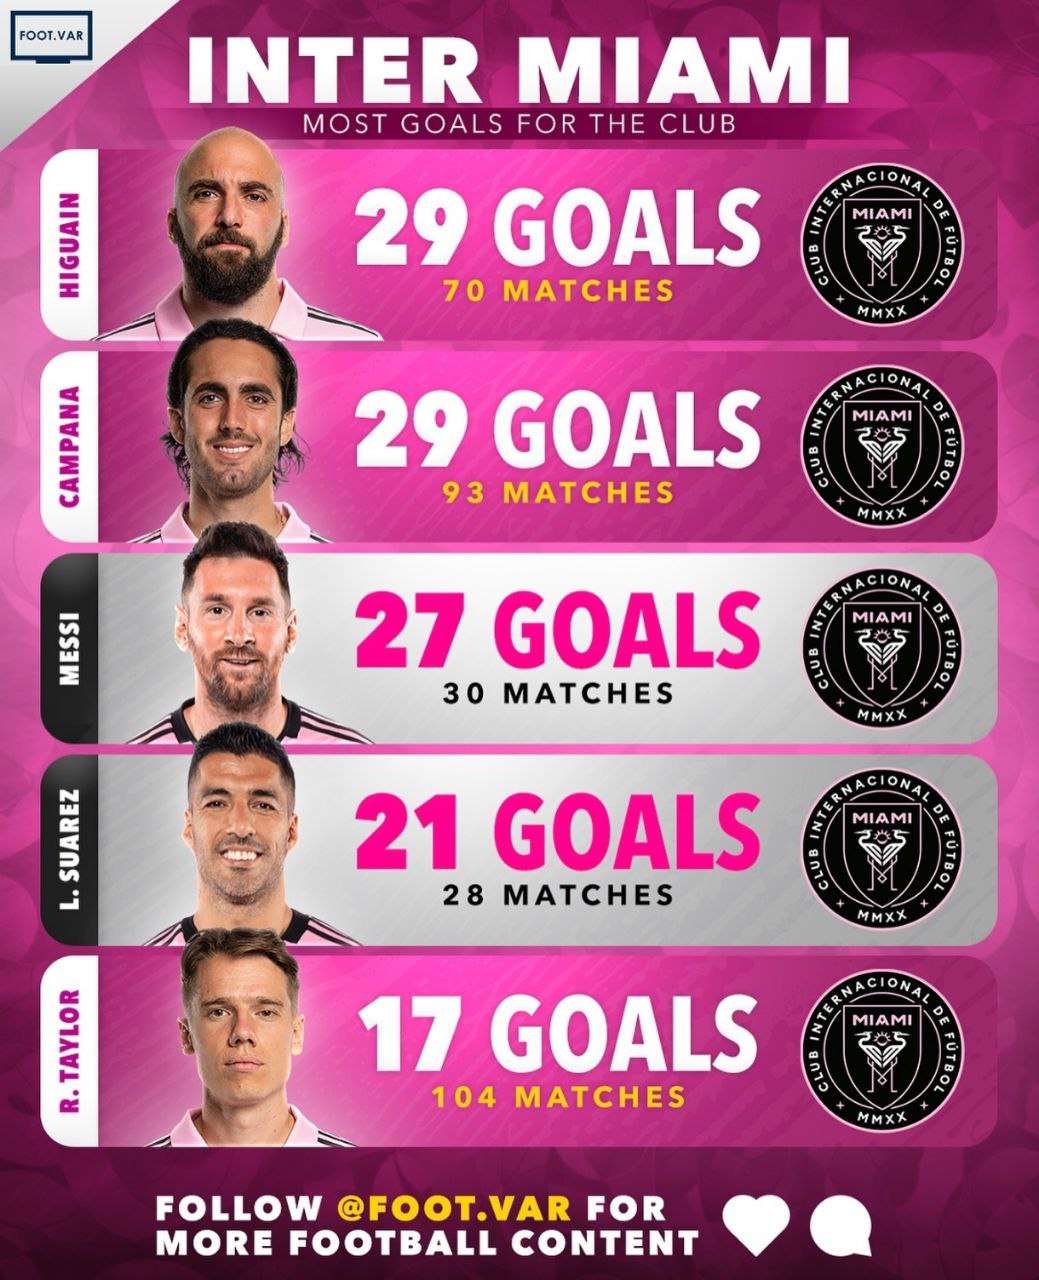 FOOT.VAR
INTER MIAMI
MOST GOALS FOR THE CLUB
HIGUAIN
29 GOALS
70 MATCHES
CLUB INTERNACIONAL DE FÚTBOL
MIAMI
MMXX
CAMPANA
29 GOALS
93 MATCHES
CLUB INTERNACIONAL DE FÚTBOL
MIAMI
MMXX
MESSI
27 GOALS
30 MATCHES
CLUB INTERNACIONAL DE FÚTBOL
MIAMI
MMXX
L. SUAREZ
21 GOALS
28 MATCHES
CLUB INTERNACIONAL DE FÚTBOL
MIAMI
MMXX
R. TAYLOR
17 GOALS
104 MATCHES
CLUB INTERNACIONAL DE FÚTBOL
MIAMI
MMXX
FOLLOW @FOOT.VAR FOR
MORE FOOTBALL CONTENT